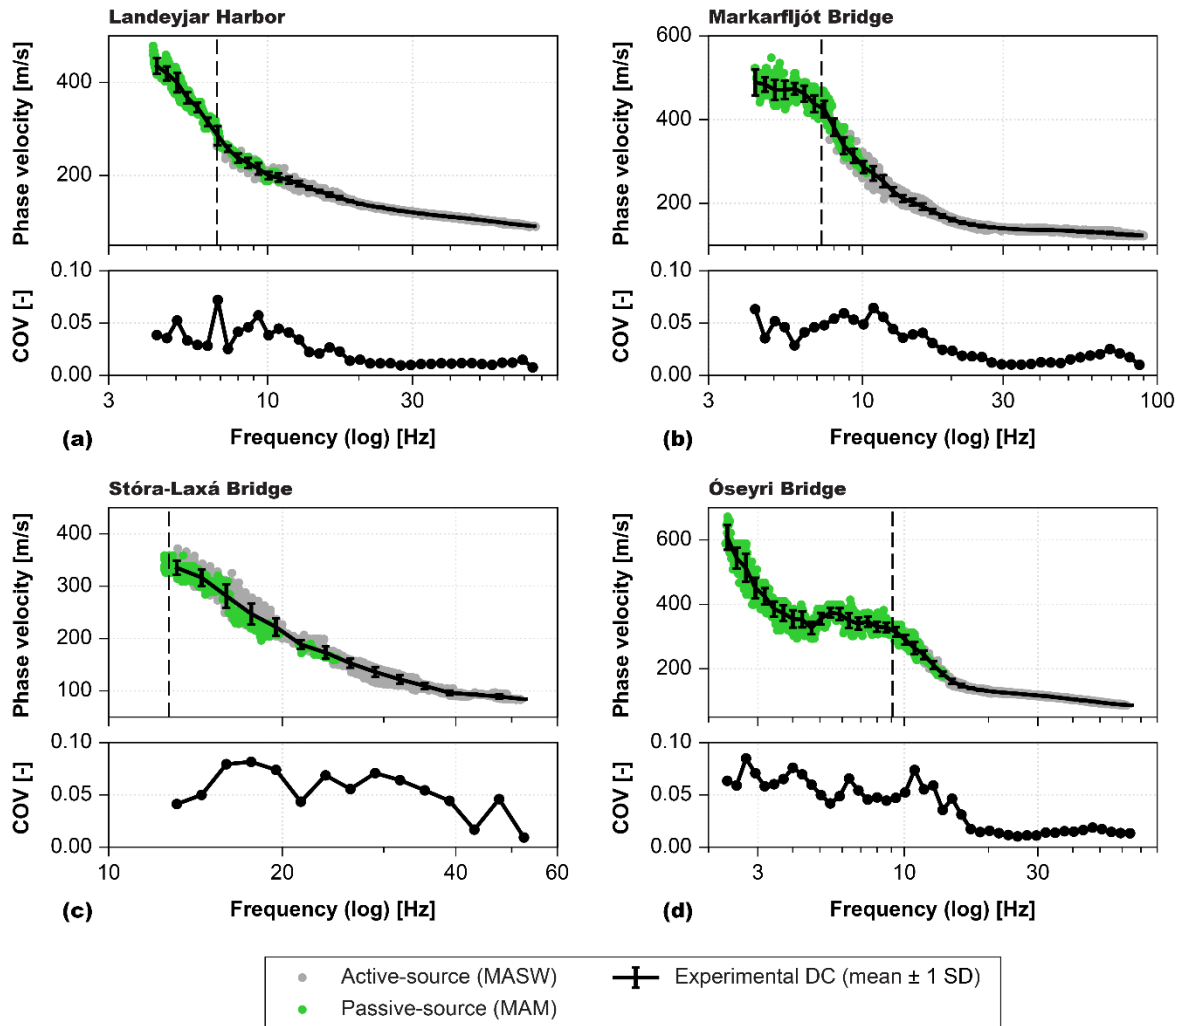 Landeyjar Harbor
Phase velocity [m/s]
400
200
COV [-]
0.10
0.05
0.00
3
10
30
(a)
Frequency (log) [Hz]
Markarfljót Bridge
Phase velocity [m/s]
600
400
200
COV [-]
0.10
0.05
0.00
3
10
30
100
(b)
Frequency (log) [Hz]
Stóra-Laxá Bridge
Phase velocity [m/s]
400
300
200
100
COV [-]
0.10
0.05
0.00
10
20
40
60
(c)
Frequency (log) [Hz]
Óseyri Bridge
Phase velocity [m/s]
600
400
200
COV [-]
0.10
0.05
0.00
3
10
30
(d)
Frequency (log) [Hz]
Active-source (MASW)
Passive-source (MAM)
Experimental DC (mean ± 1 SD)